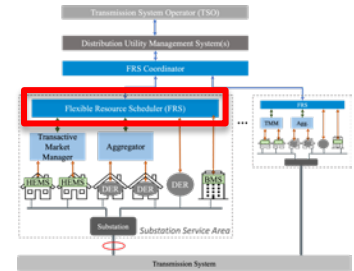 Transmission System Operator (TSO)
Distribution Utility Management System(s)
FRS Coordinator
Flexible Resource Scheduler (FRS)
Transactive
Market
Manager
Aggregator
HEMS
HEMS
DER
DER
DER
BMS
...
FRS
TMM
Agg.
Substation
Substation Service Area
Transmission System